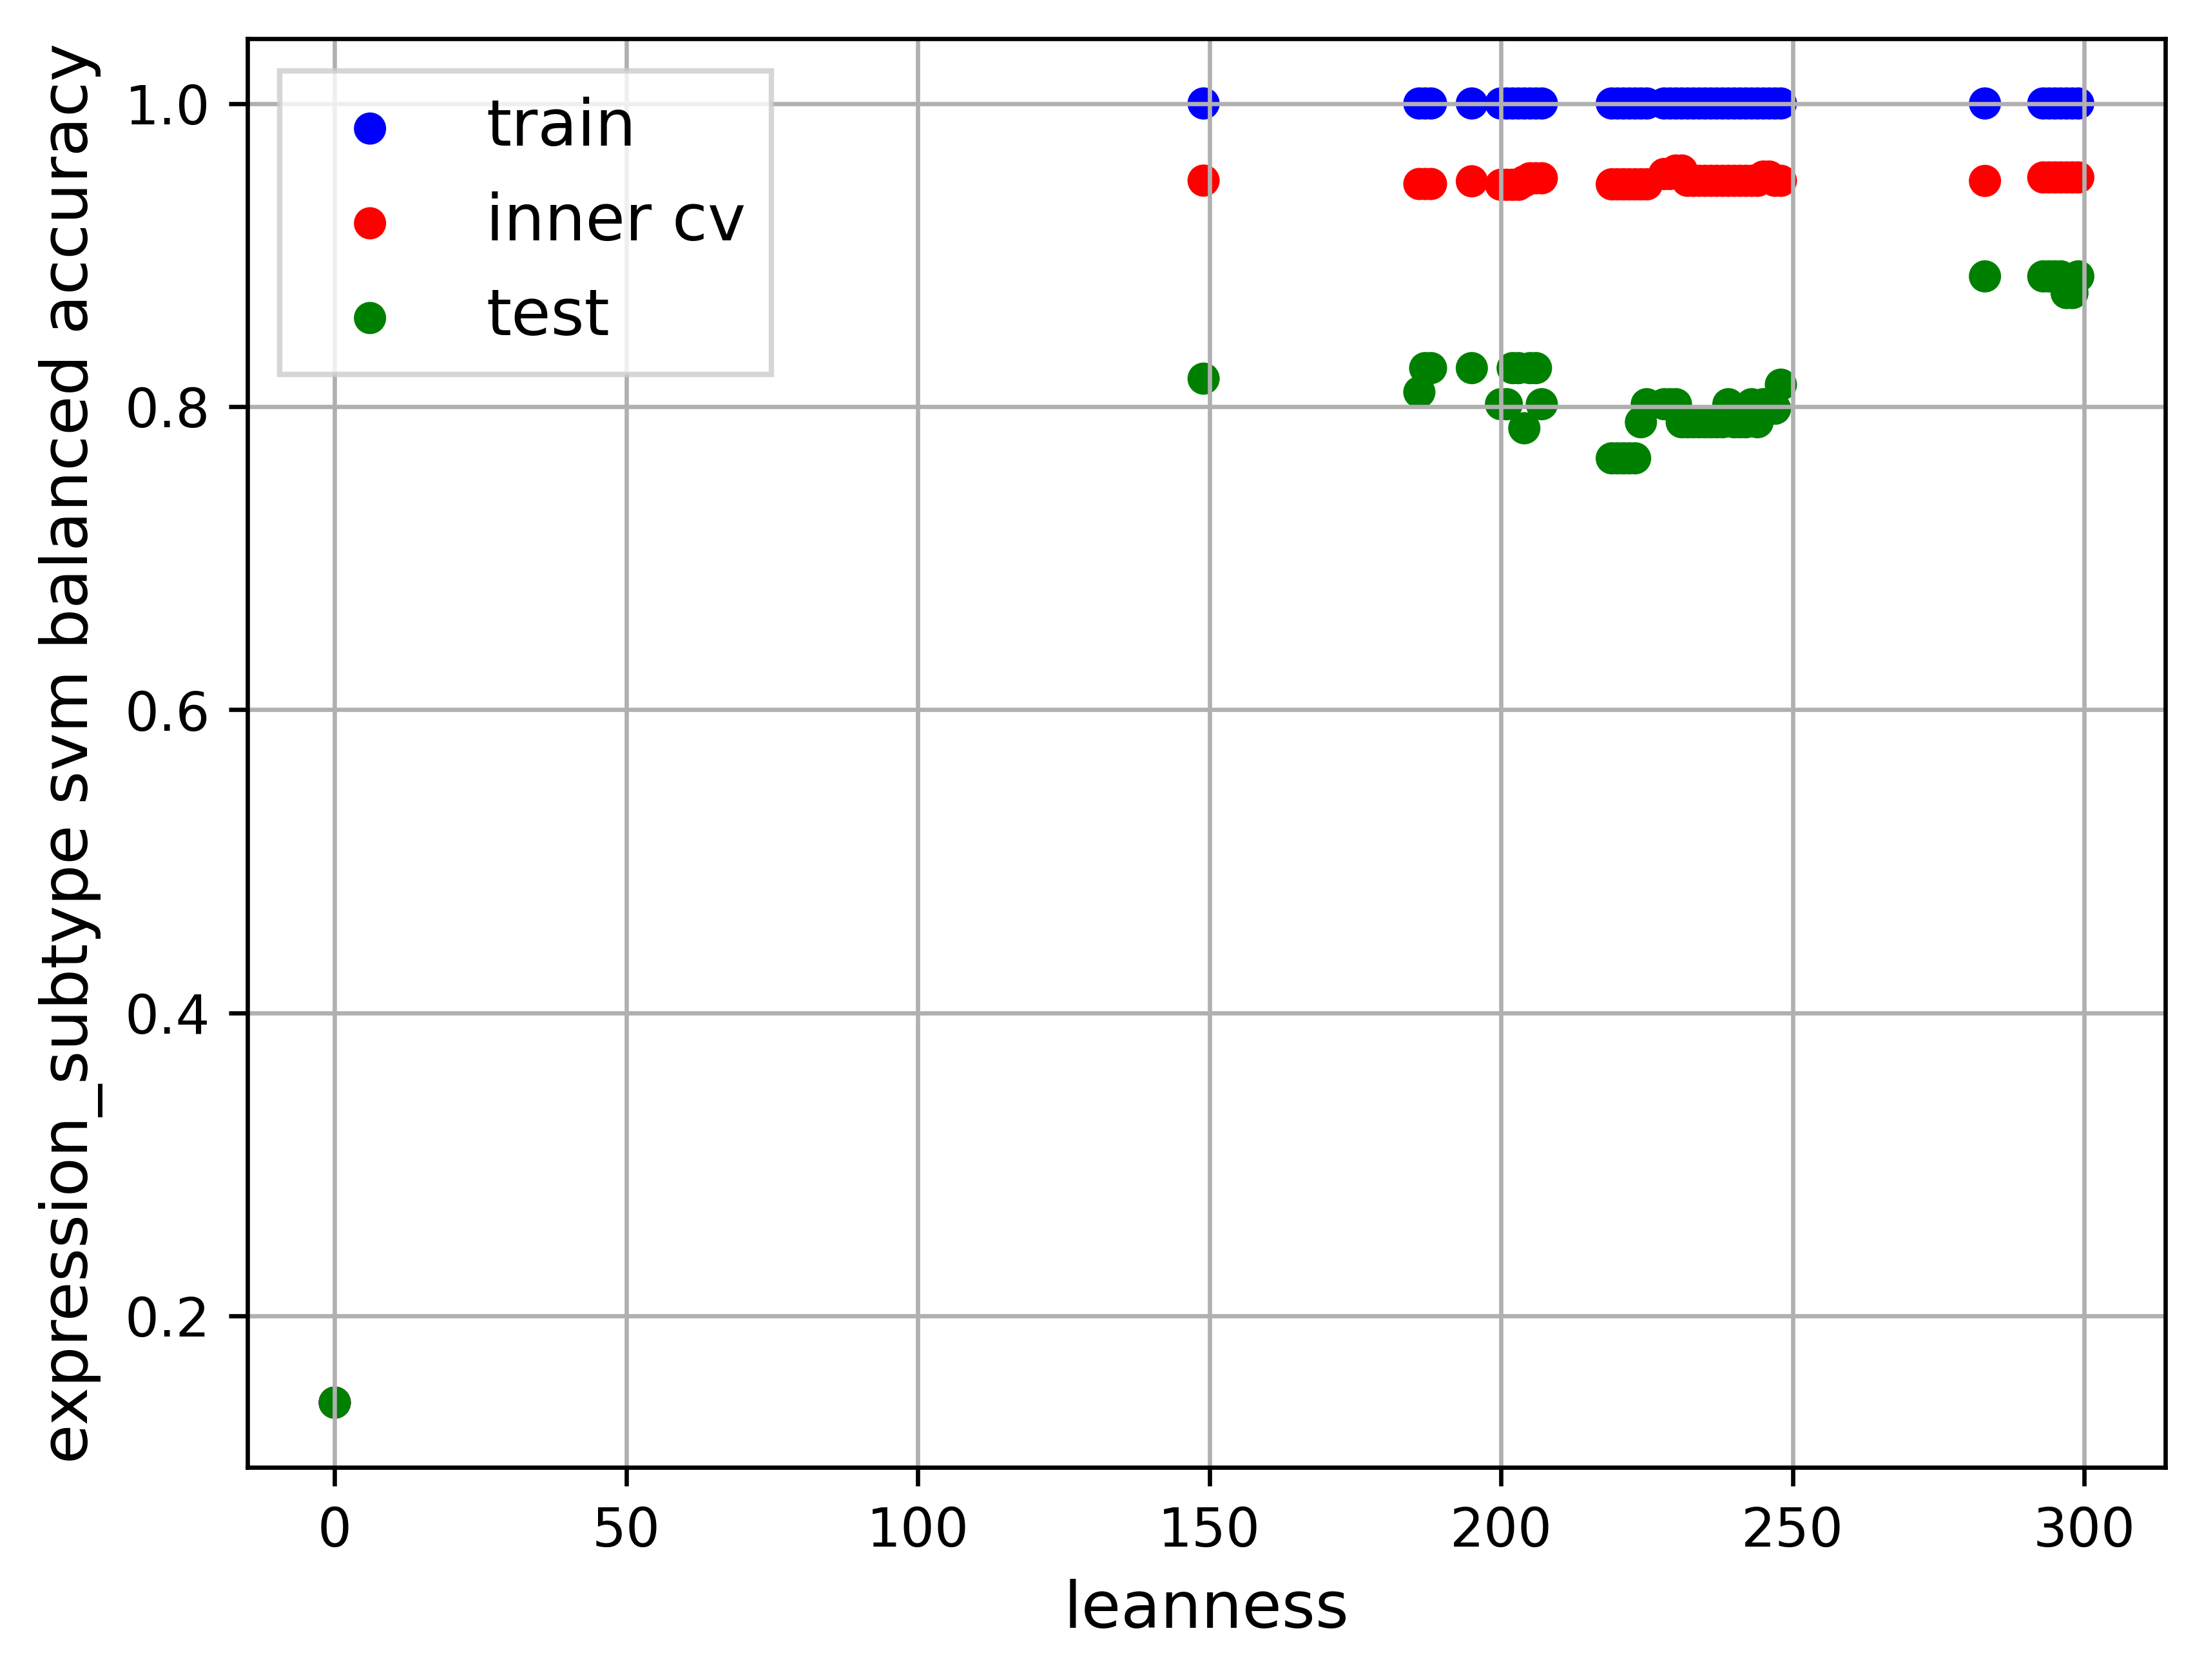 expression_subtype svm balanced accuracy
1.0
0.8
0.6
0.4
0.2
train
inner cv
test
0 50 100 150 200 250 300
leanness